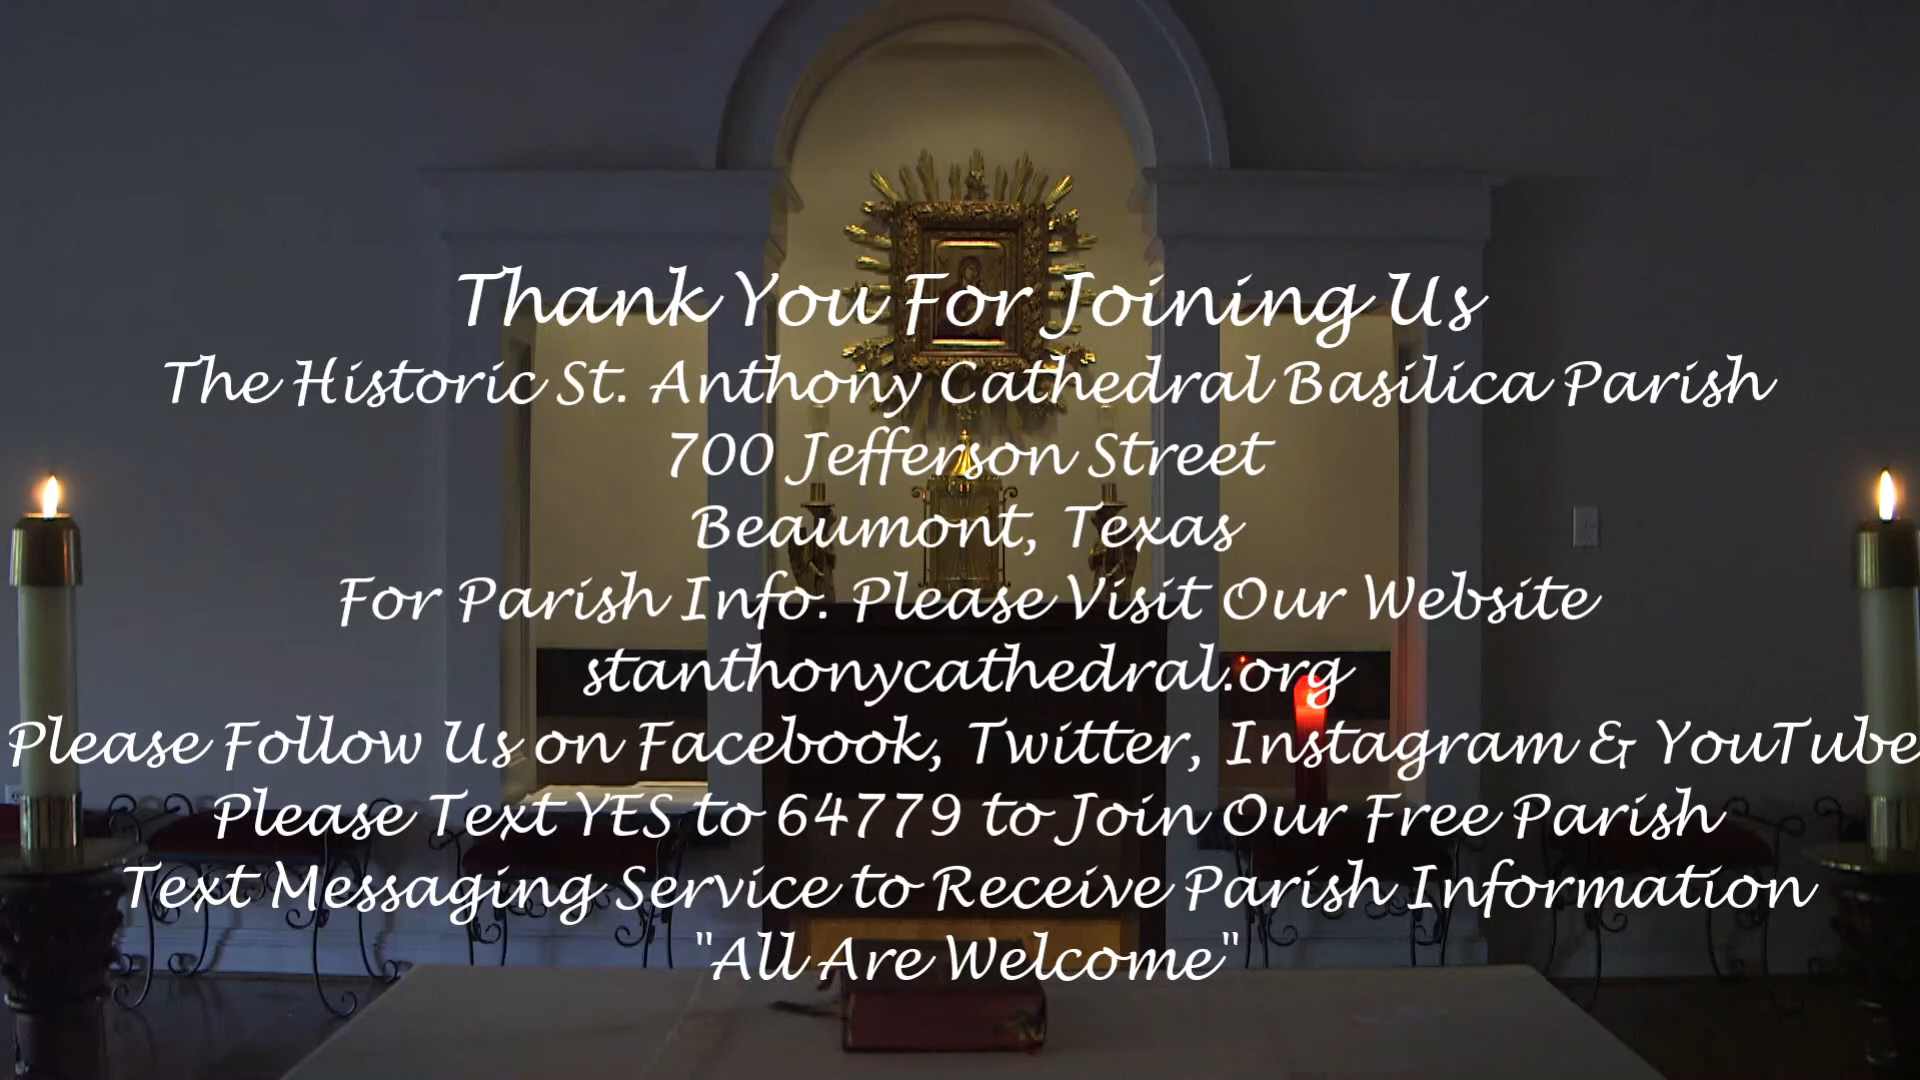 Thank You For Joining Us
The Historic St. Anthony Cathedral Basilica Parish
700 Jefferson Street
Beaumont, Texas
For Parish Info. Please Visit Our Website
stanthonycathedral.org
Please Follow Us on Facebook, Twitter, Instagram & YouTube
Please Text YES to 64779 to Join Our Free Parish
Text Messaging Service to Receive Parish Information
"All Are Welcome"